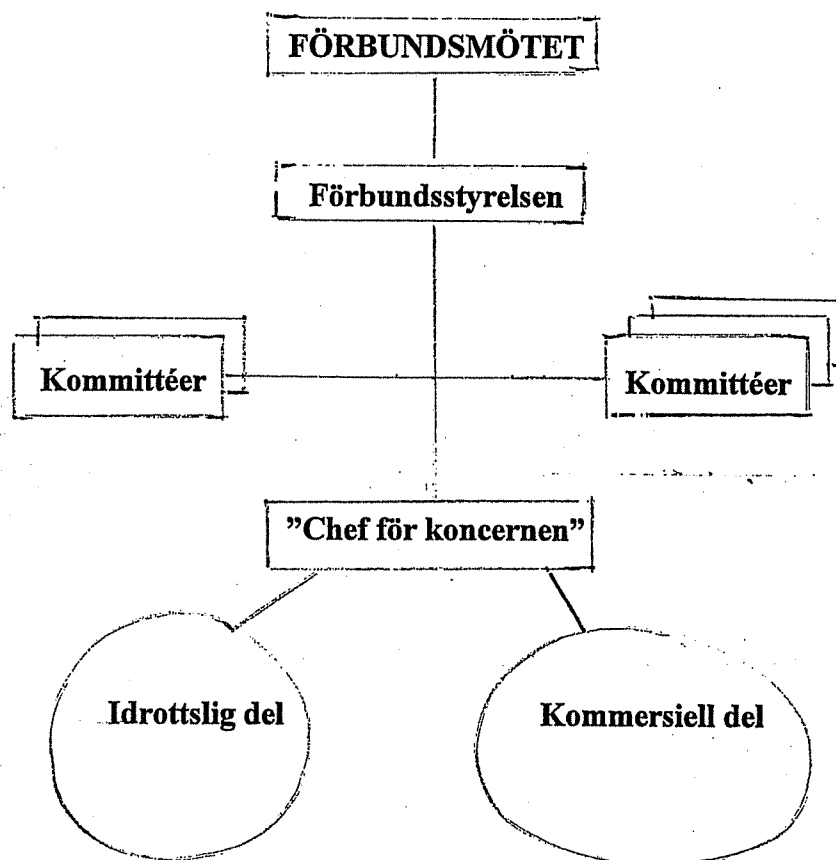 FÖRBUNDSMÖTET
Förbundsstyrelsen
Kommittéer
Kommittéer
”Chef för koncernen”
Idrottslig del
Kommersiell del